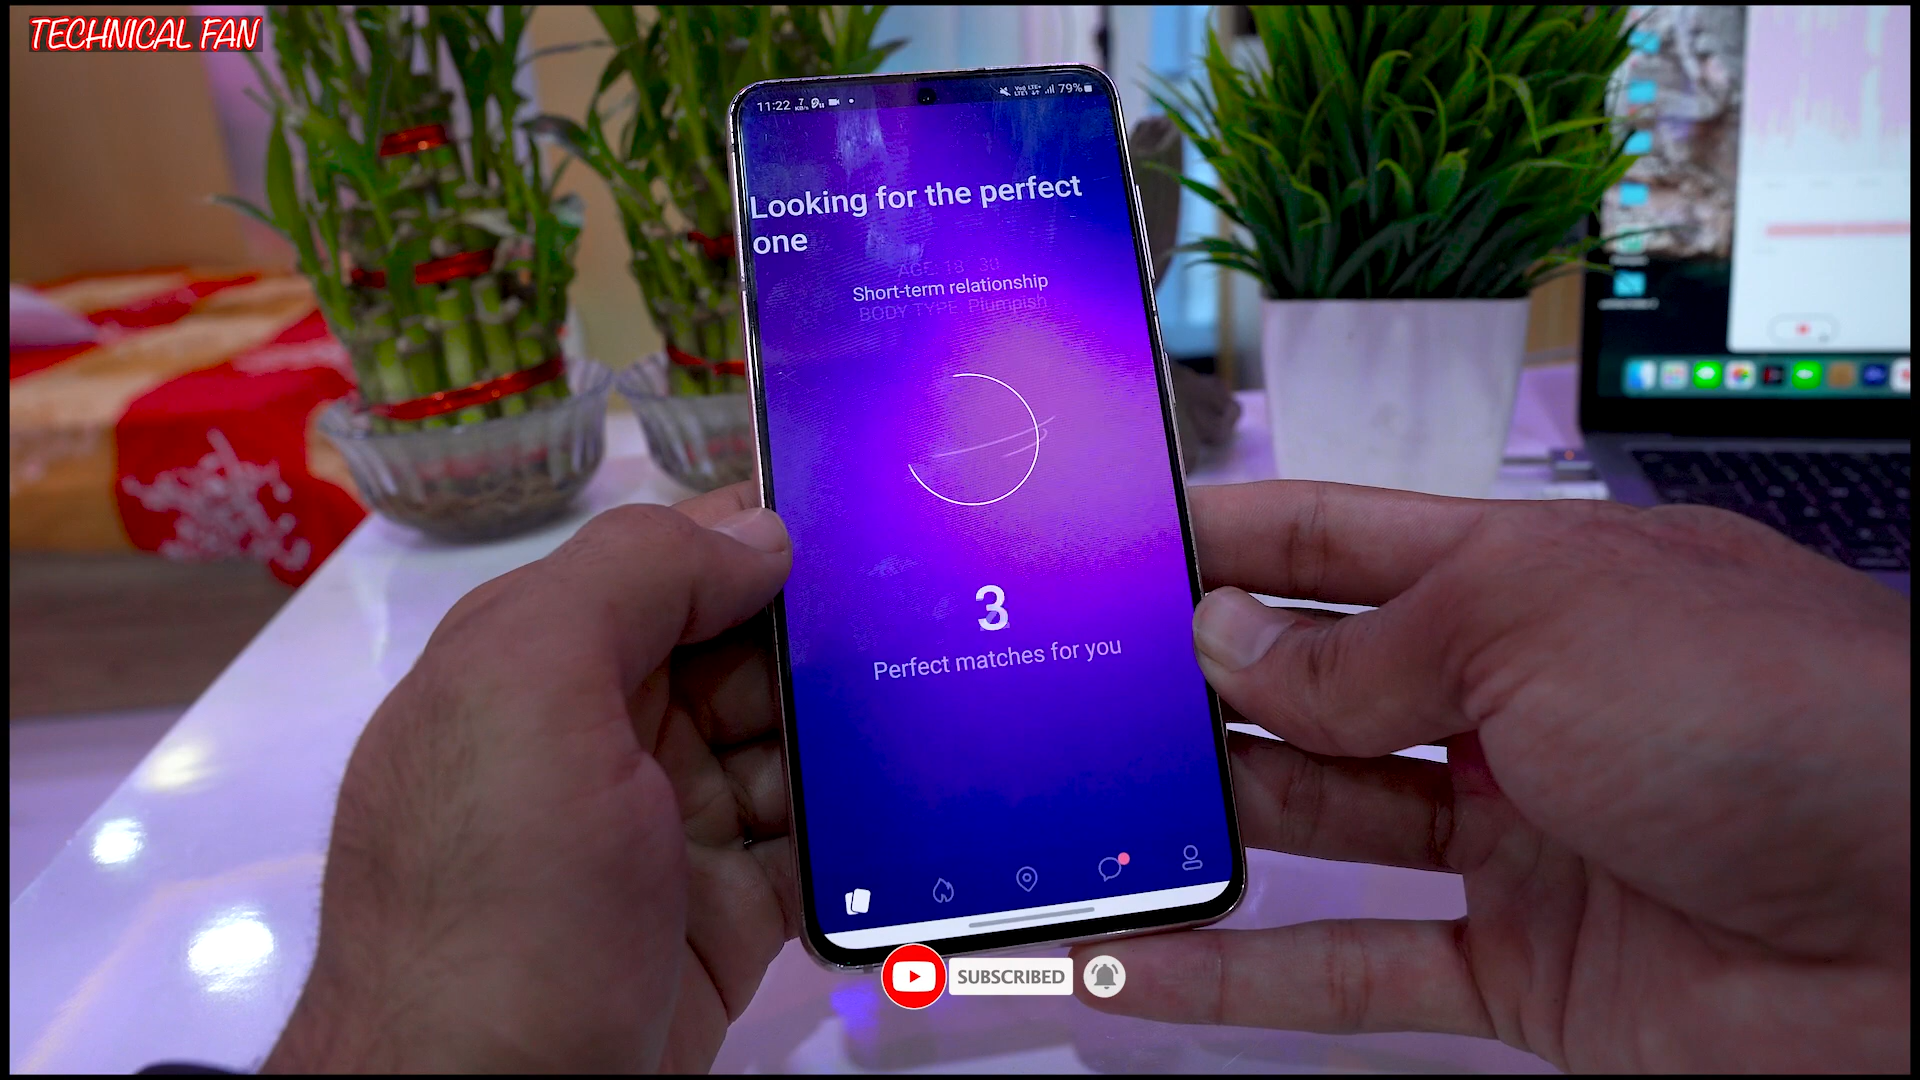 TECHNICAL FAN
11:22
79%
Looking for the perfect
one
AGE: 18 - 30
Short-term relationship
BODY TYPE Plumpish
3
Perfect matches for you
SUBSCRIBED